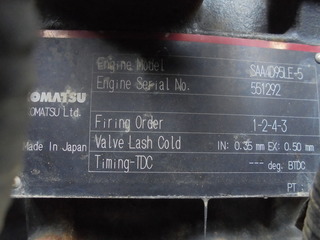 Engine Model SAA4D95LE-5
Engine Serial No. 551292
KOMATSU
KOMATSU Ltd.
Firing Order 1-2-4-3
Made In Japan Valve Lash Cold IN: 0.35 mm EX: 0.50 mm
Timing-TDC --- deg. BTDC
PT :